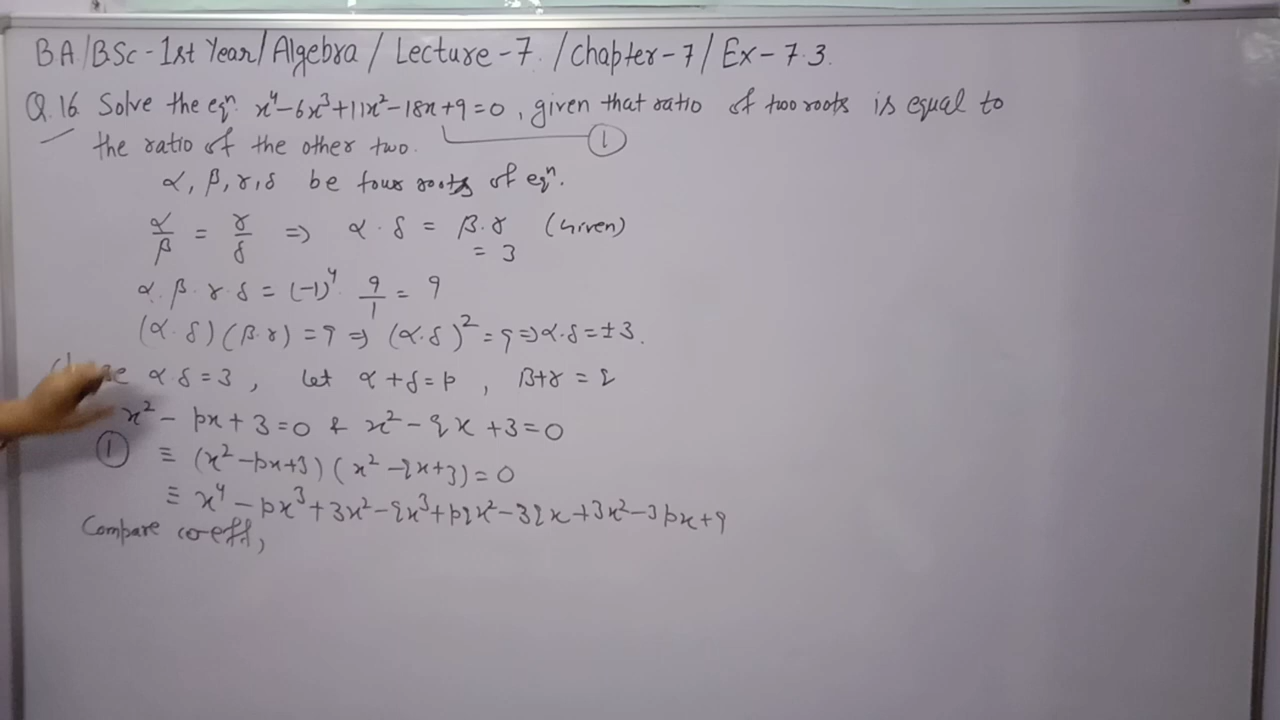 BA/BSc - 1st Year/ Algebra / Lecture - 7. / Chapter - 7 / Ex - 7.3.
Q.16 Solve the eqⁿ x⁴-6x³+11x²-18x+9=0, given that ratio of two roots is equal to
the ratio of the other two. ①
α, β, γ, δ be four roots of eqⁿ.
α/β = γ/δ => α.δ = β.γ (Given)
= 3
α.β.γ.δ = (-1)⁴ 9/1 = 9
(α.δ)(β.γ) = 9 => (α.δ)² = 9 => α.δ = ±3.
α.δ = 3, Let α+δ = p, β+γ = q
x² - px + 3 = 0 & x² - qx + 3 = 0
① ≡ (x²-px+3)(x²-qx+3) = 0
≡ x⁴ - px³ + 3x² - qx³ + pqx² - 3qx + 3x² - 3px + 9
Compare coeff,